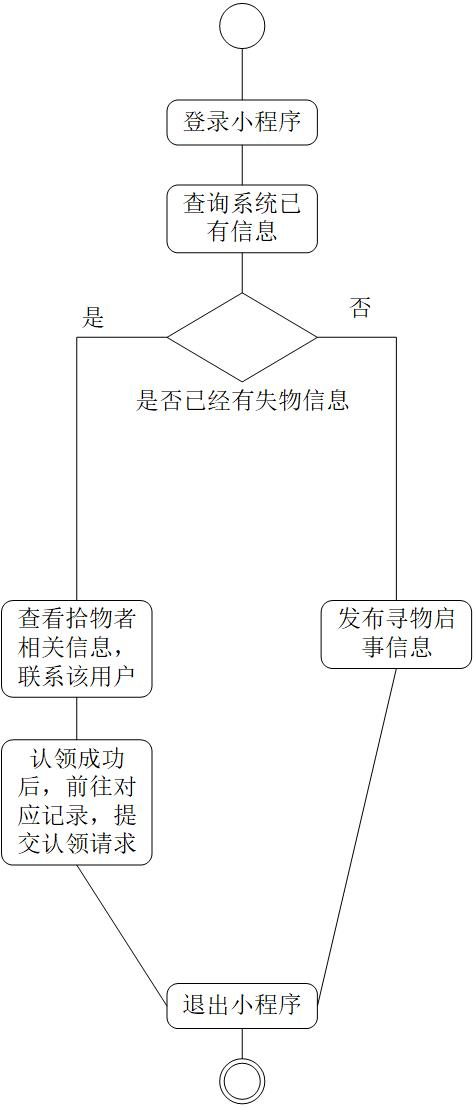 登录小程序
查询系统已
有信息
是
否
是否已经有失物信息
查看拾物者
相关信息，
联系该用户
发布寻物启
事信息
认领成功
后，前往对
应记录，提
交认领请求
退出小程序